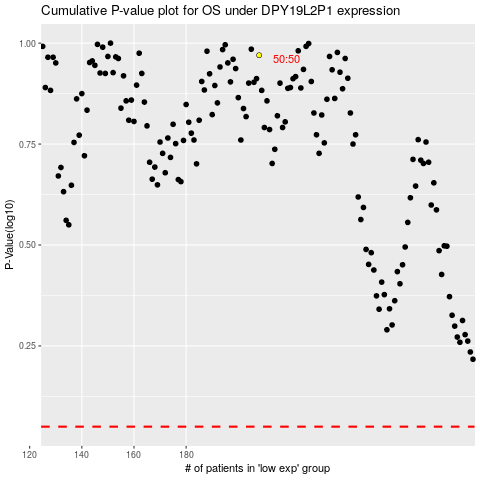 Cumulative P-value plot for OS under DPY19L2P1 expression
P-Value(log10)
1.00
0.75
0.50
0.25
50:50
120 140 160 180
# of patients in 'low exp' group